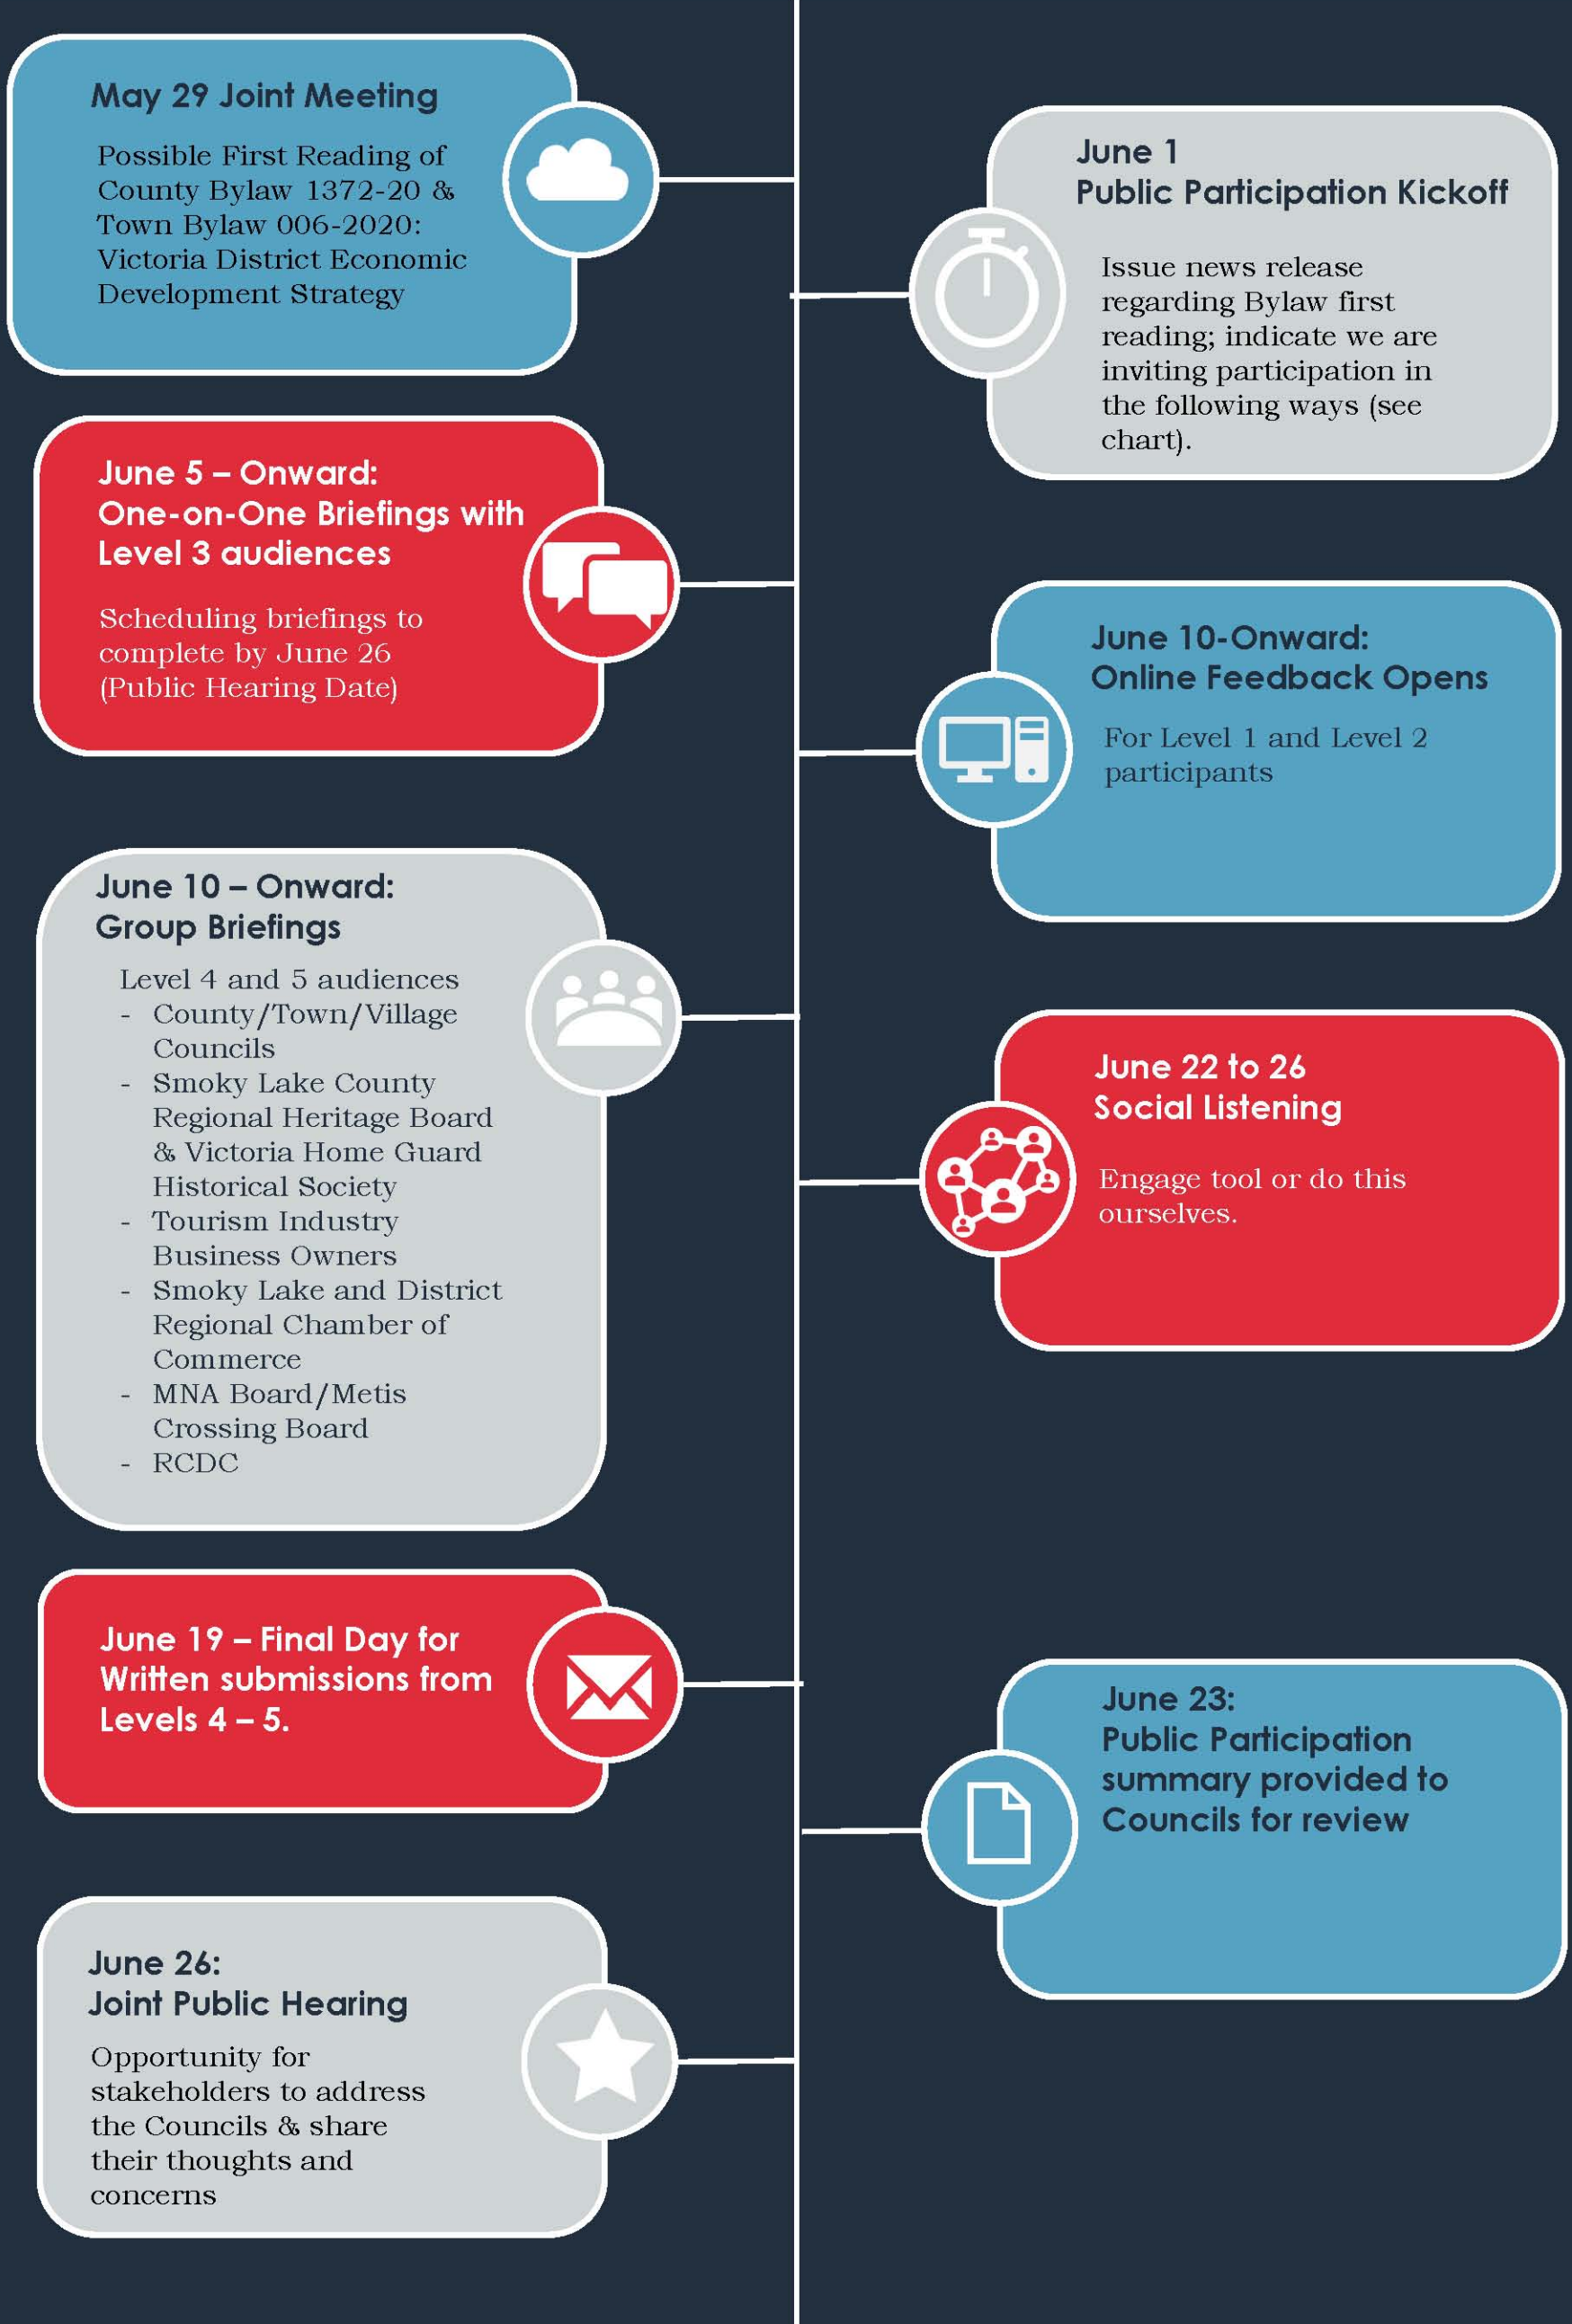 May 29 Joint Meeting
Possible First Reading of
County Bylaw 1372-20 &
Town Bylaw 006-2020:
Victoria District Economic
Development Strategy
June 1
Public Participation Kickoff
Issue news release
regarding Bylaw first
reading; indicate we are
inviting participation in
the following ways (see
chart).
June 5 – Onward:
One-on-One Briefings with
Level 3 audiences
Scheduling briefings to
complete by June 26
(Public Hearing Date)
June 10-Onward:
Online Feedback Opens
For Level 1 and Level 2
participants
June 10 – Onward:
Group Briefings
Level 4 and 5 audiences
- County/Town/Village
Councils
- Smoky Lake County
Regional Heritage Board
& Victoria Home Guard
Historical Society
- Tourism Industry
Business Owners
- Smoky Lake and District
Regional Chamber of
Commerce
- MNA Board/Metis
Crossing Board
- RCDC
June 22 to 26
Social Listening
Engage tool or do this
ourselves.
June 19 – Final Day for
Written submissions from
Levels 4 – 5.
June 23:
Public Participation
summary provided to
Councils for review
June 26:
Joint Public Hearing
Opportunity for
stakeholders to address
the Councils & share
their thoughts and
concerns